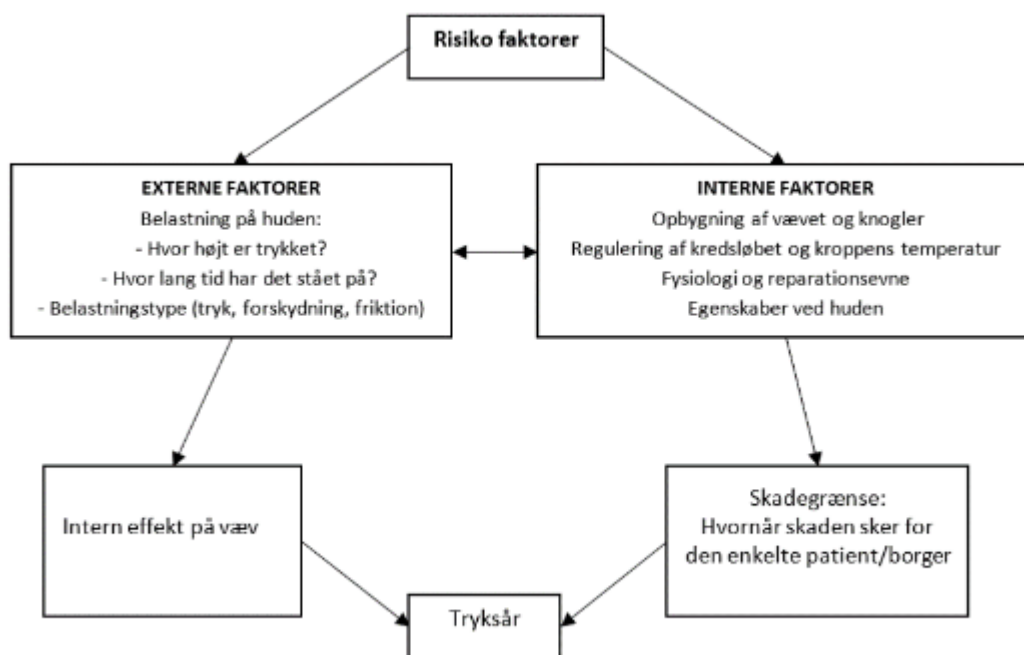 Risiko faktorer
EXTERNE FAKTORER
Belastning på huden:
- Hvor højt er trykket?
- Hvor lang tid har det stået på?
- Belastningstype (tryk, forskydning, friktion)
INTERNE FAKTORER
Opbygning af vævet og knogler
Regulering af kredsløbet og kroppens temperatur
Fysiologi og reparationsevne
Egenskaber ved huden
Intern effekt på væv
Skadegrænse:
Hvornår skaden sker for
den enkelte patient/borger
Tryksår